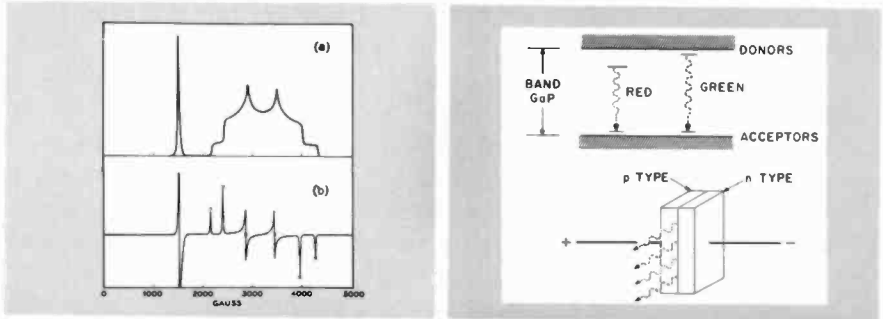 (a)
(b)
0 1000 2000 3000 4000 5000
GAUSS
DONORS
BAND
GaP
RED
GREEN
ACCEPTORS
p TYPE
n TYPE
+
−